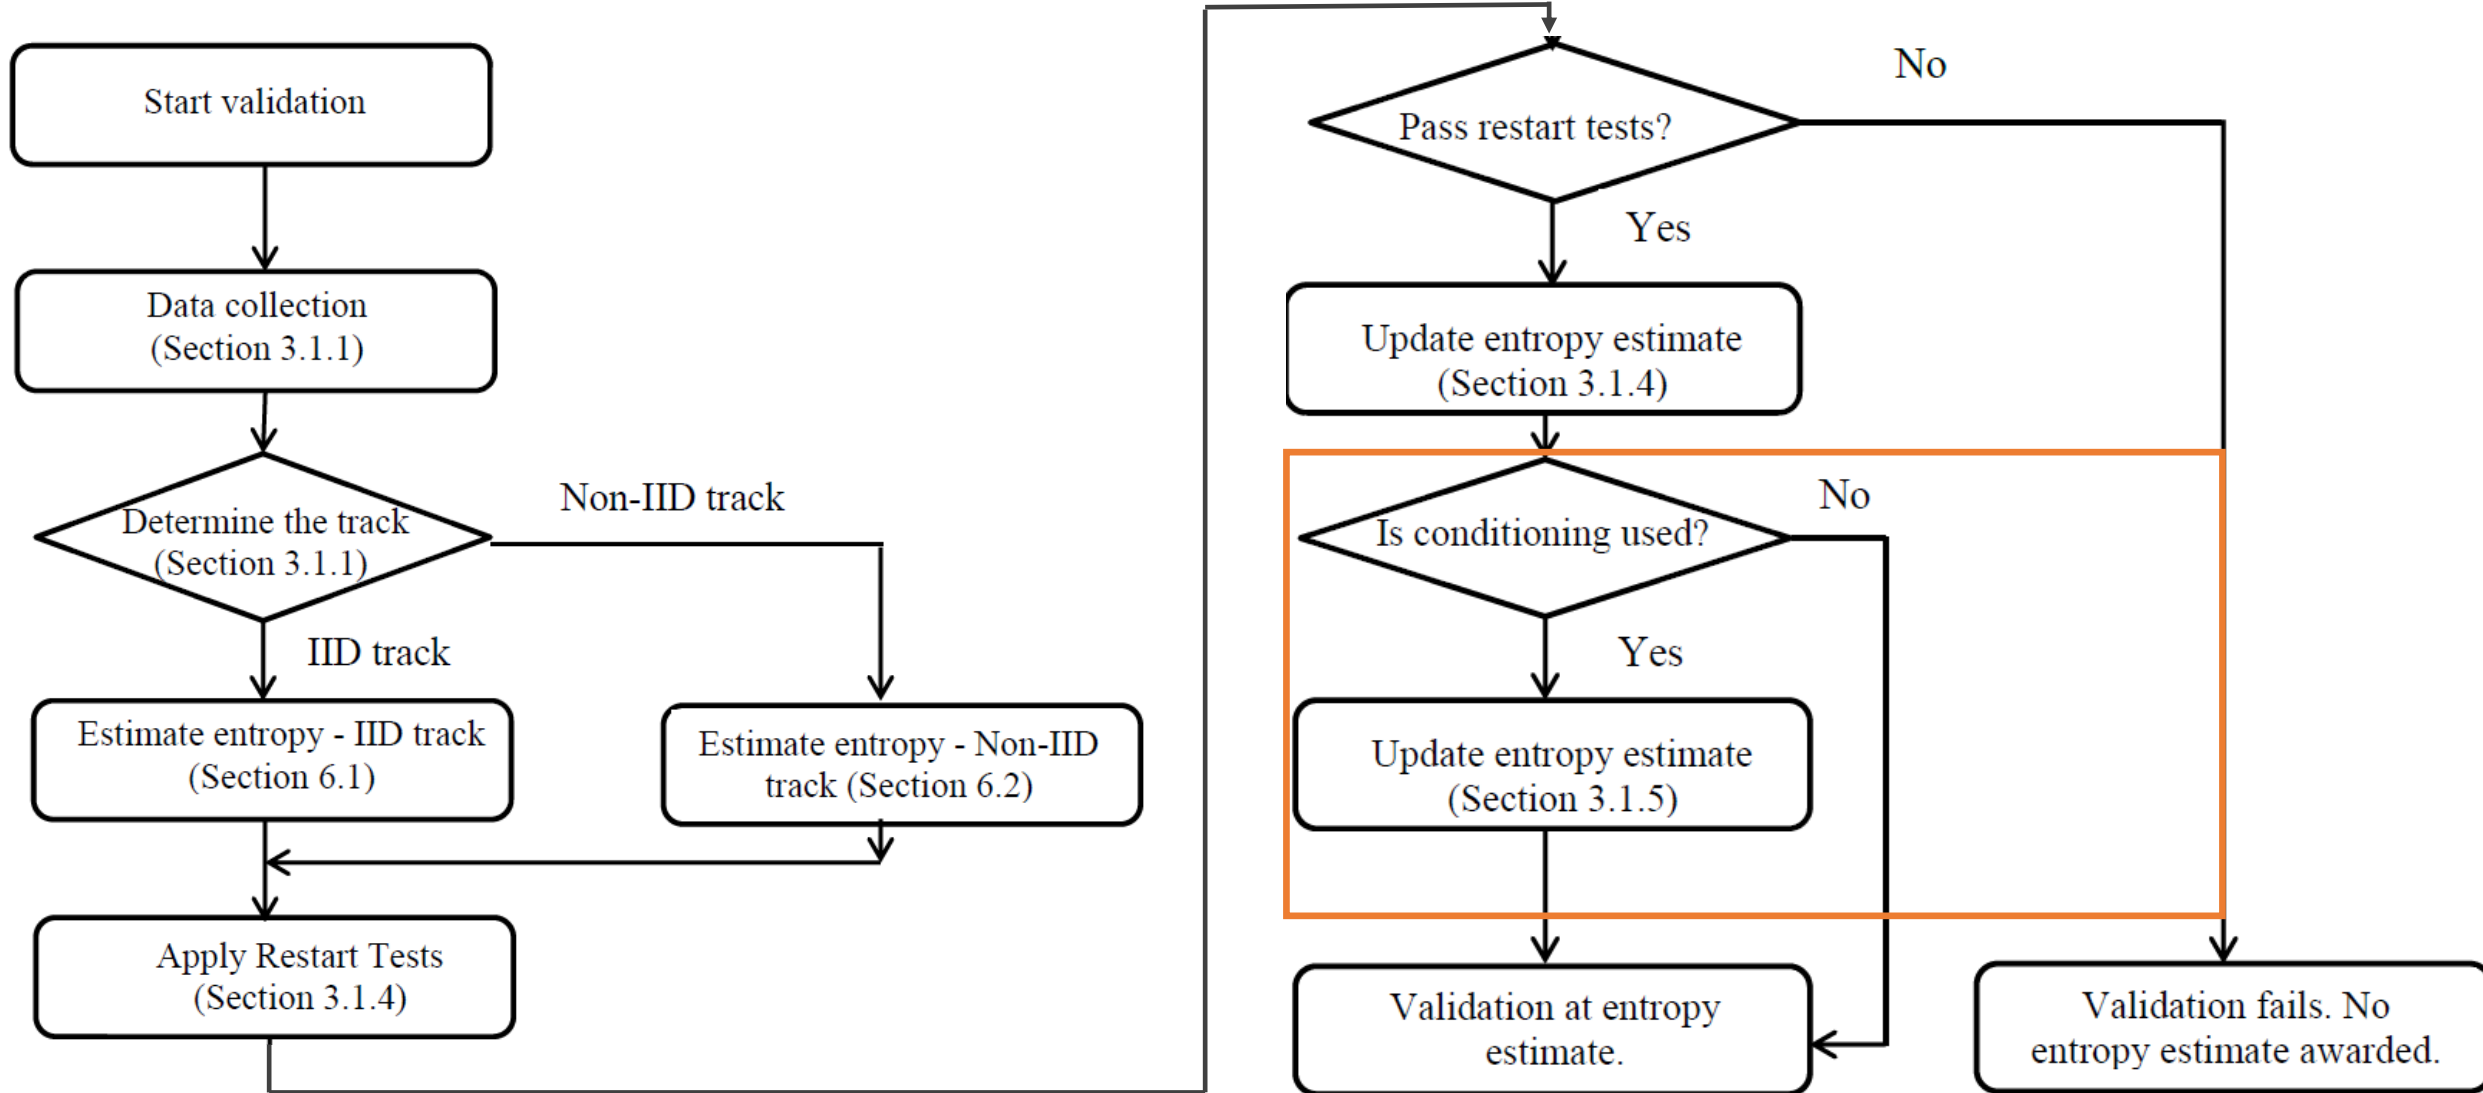 Start validation
Data collection
(Section 3.1.1)
Determine the track
(Section 3.1.1)
Non-IID track
IID track
Estimate entropy - IID track
(Section 6.1)
Estimate entropy - Non-IID
track (Section 6.2)
Apply Restart Tests
(Section 3.1.4)
Pass restart tests?
No
Yes
Update entropy estimate
(Section 3.1.4)
Is conditioning used?
No
Yes
Update entropy estimate
(Section 3.1.5)
Validation at entropy
estimate.
Validation fails. No
entropy estimate awarded.